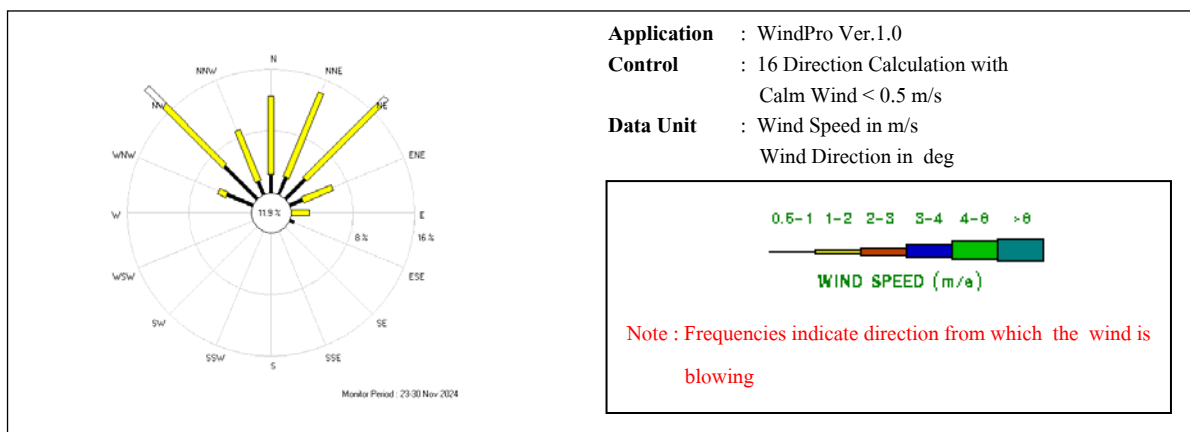 N
NNW
NNE
NW
NE
WNW
ENE
W
11.9 %
E
8 %
16 %
WSW
ESE
SW
SE
SSW
SSE
S
Monitor Period : 23-30 Nov 2024
Application : WindPro Ver.1.0
Control : 16 Direction Calculation with
Calm Wind < 0.5 m/s
Data Unit : Wind Speed in m/s
Wind Direction in deg
0.5-1 1-2 2-3 3-4 4-6 >6
WIND SPEED (m/s)
Note : Frequencies indicate direction from which the wind is
blowing